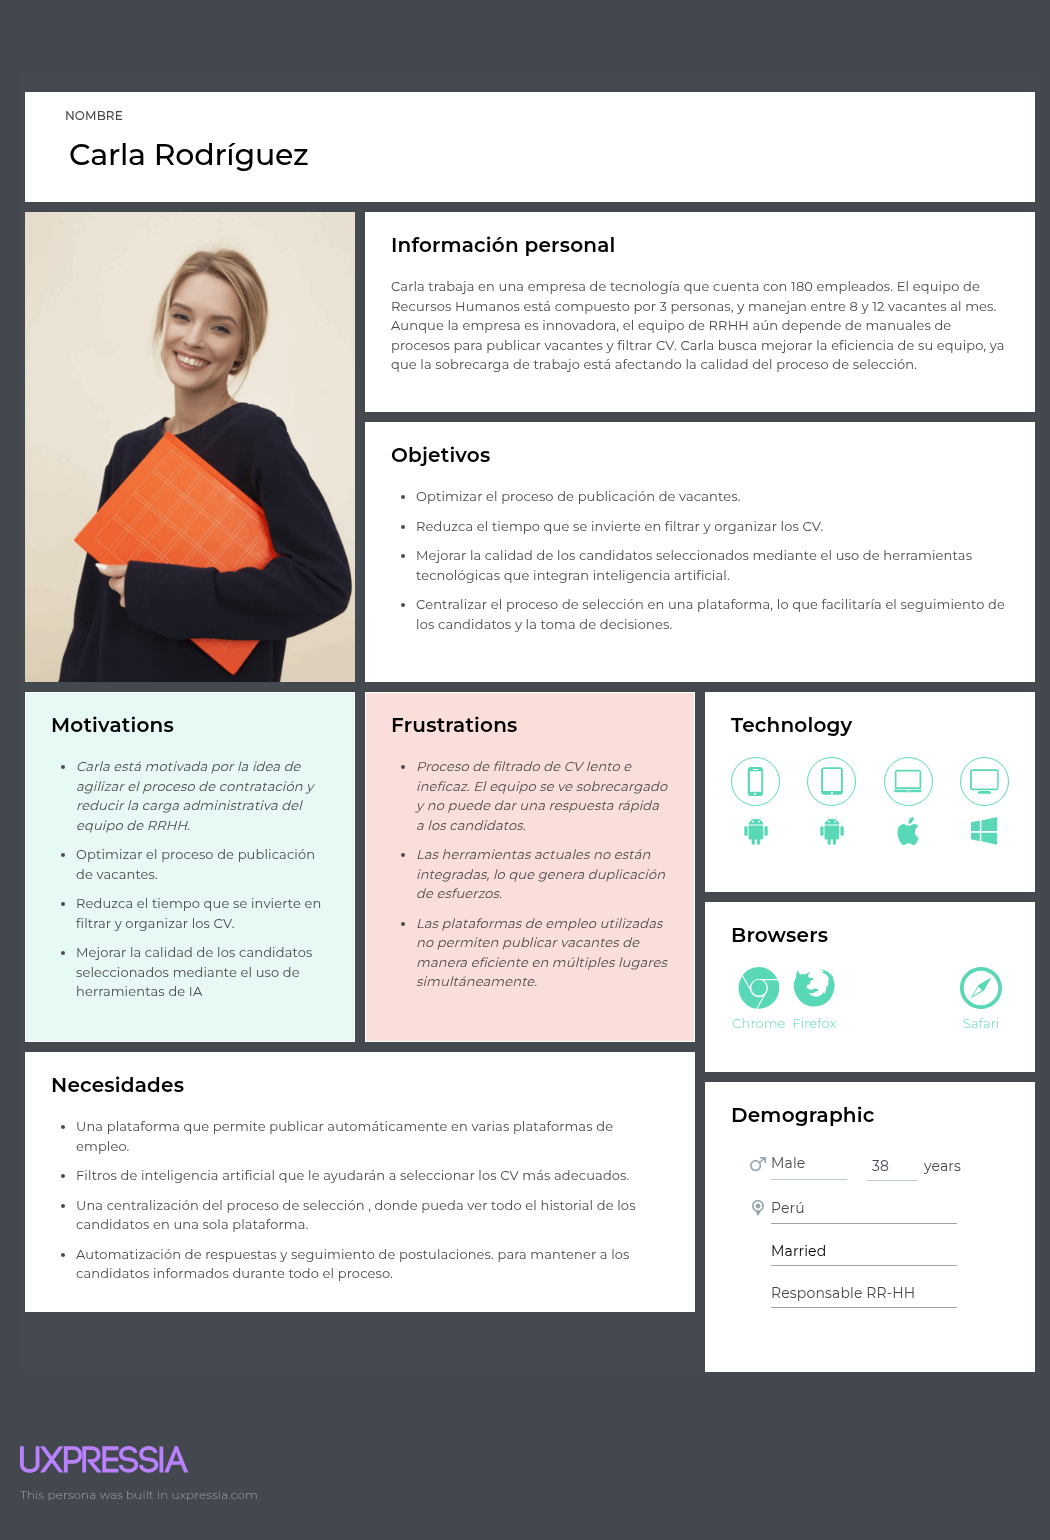 NOMBRE
Carla Rodríguez
Información personal
Carla trabaja en una empresa de tecnología que cuenta con 180 empleados. El equipo de
Recursos Humanos está compuesto por 3 personas, y manejan entre 8 y 12 vacantes al mes.
Aunque la empresa es innovadora, el equipo de RRHH aún depende de manuales de
procesos para publicar vacantes y filtrar CV. Carla busca mejorar la eficiencia de su equipo, ya
que la sobrecarga de trabajo está afectando la calidad del proceso de selección.
Objetivos
• Optimizar el proceso de publicación de vacantes.
• Reduzca el tiempo que se invierte en filtrar y organizar los CV.
• Mejorar la calidad de los candidatos seleccionados mediante el uso de herramientas
tecnológicas que integran inteligencia artificial.
• Centralizar el proceso de selección en una plataforma, lo que facilitaría el seguimiento de
los candidatos y la toma de decisiones.
Motivations
• Carla está motivada por la idea de
agilizar el proceso de contratación y
reducir la carga administrativa del
equipo de RRHH.
• Optimizar el proceso de publicación
de vacantes.
• Reduzca el tiempo que se invierte en
filtrar y organizar los CV.
• Mejorar la calidad de los candidatos
seleccionados mediante el uso de
herramientas de IA
Frustrations
• Proceso de filtrado de CV lento e
ineficaz. El equipo se ve sobrecargado
y no puede dar una respuesta rápida
a los candidatos.
• Las herramientas actuales no están
integradas, lo que genera duplicación
de esfuerzos.
• Las plataformas de empleo utilizadas
no permiten publicar vacantes de
manera eficiente en múltiples lugares
simultáneamente.
Technology
Browsers
Chrome Firefox Safari
Necesidades
• Una plataforma que permite publicar automáticamente en varias plataformas de
empleo.
• Filtros de inteligencia artificial que le ayudarán a seleccionar los CV más adecuados.
• Una centralización del proceso de selección , donde pueda ver todo el historial de los
candidatos en una sola plataforma.
• Automatización de respuestas y seguimiento de postulaciones. para mantener a los
candidatos informados durante todo el proceso.
Demographic
Male 38 years
Perú
Married
Responsable RR-HH
UXPRESSIA
This persona was built in uxpressia.com